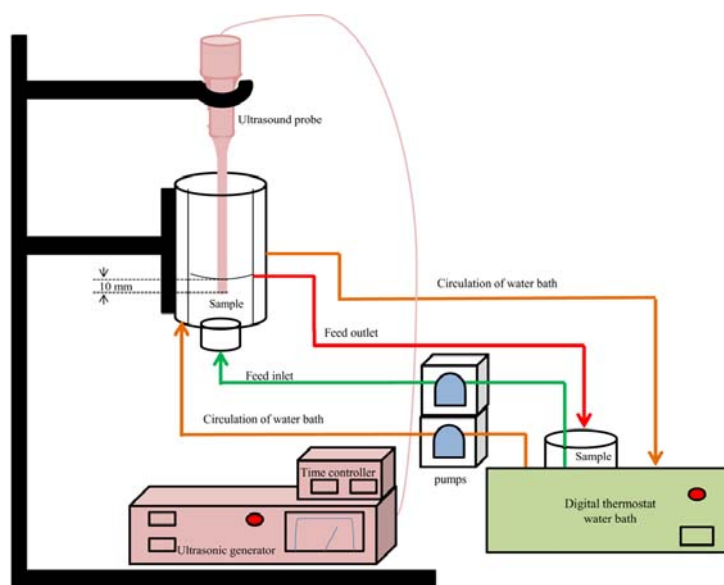 Ultrasound probe
10 mm
Sample
Circulation of water bath
Feed outlet
Feed inlet
Circulation of water bath
Sample
pumps
Time controller
Digital thermostat
water bath
Ultrasonic generator